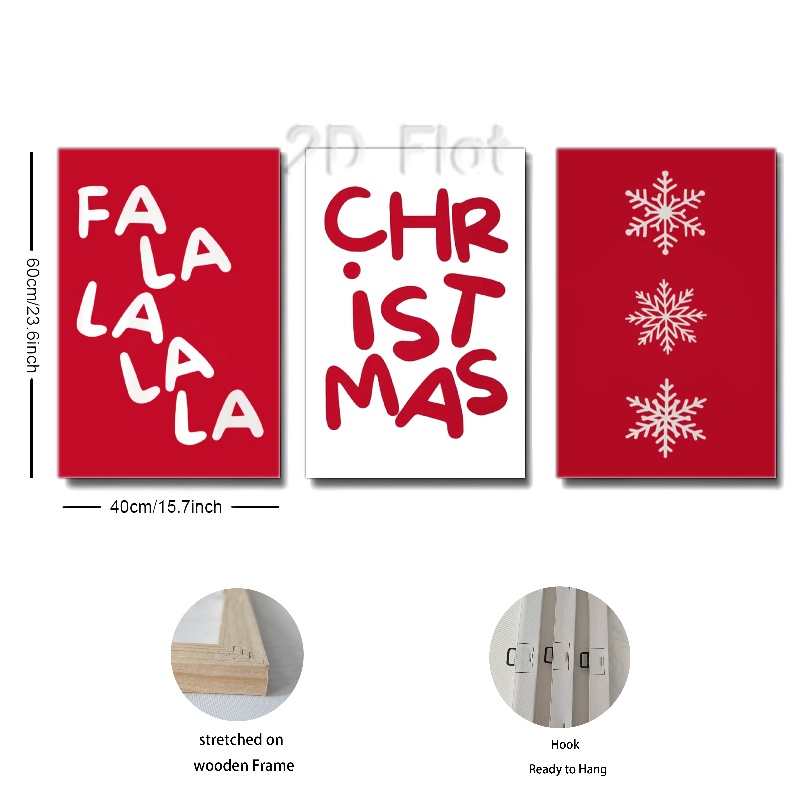 2D Flat
FA
LA
LA
LA
LA
CHR
iST
MAS
60cm/23.6inch
40cm/15.7inch
stretched on
wooden Frame
Hook
Ready to Hang